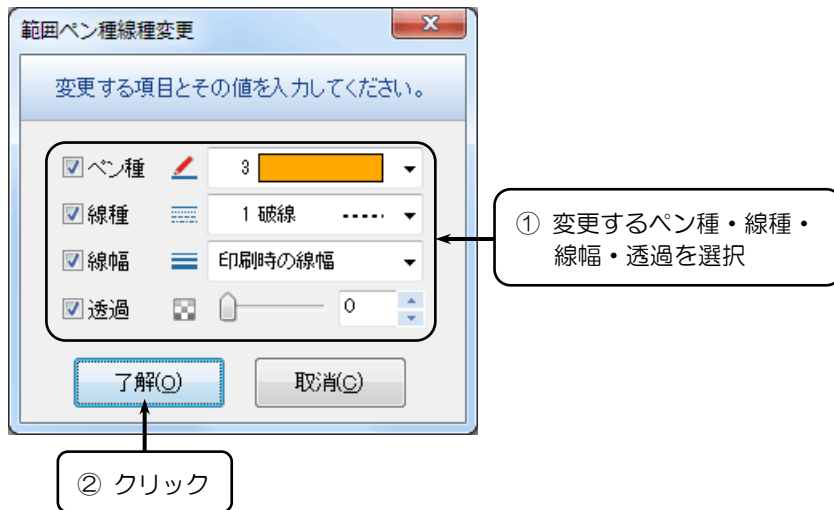 範囲ペン種線種変更
変更する項目とその値を入力してください。
ペン種 3
線種 1 破線
線幅 印刷時の線幅
透過 0
① 変更するペン種・線種・
線幅・透過を選択
了解(O) 取消(C)
② クリック